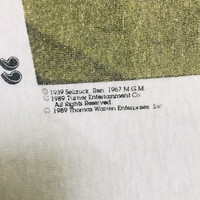 © 1939 Selznick. Ren. 1967 M.G.M.
© 1989 Turner Entertainment Co.
All Rights Reserved.
© 1989 Thomas Warren Enterprises Inc